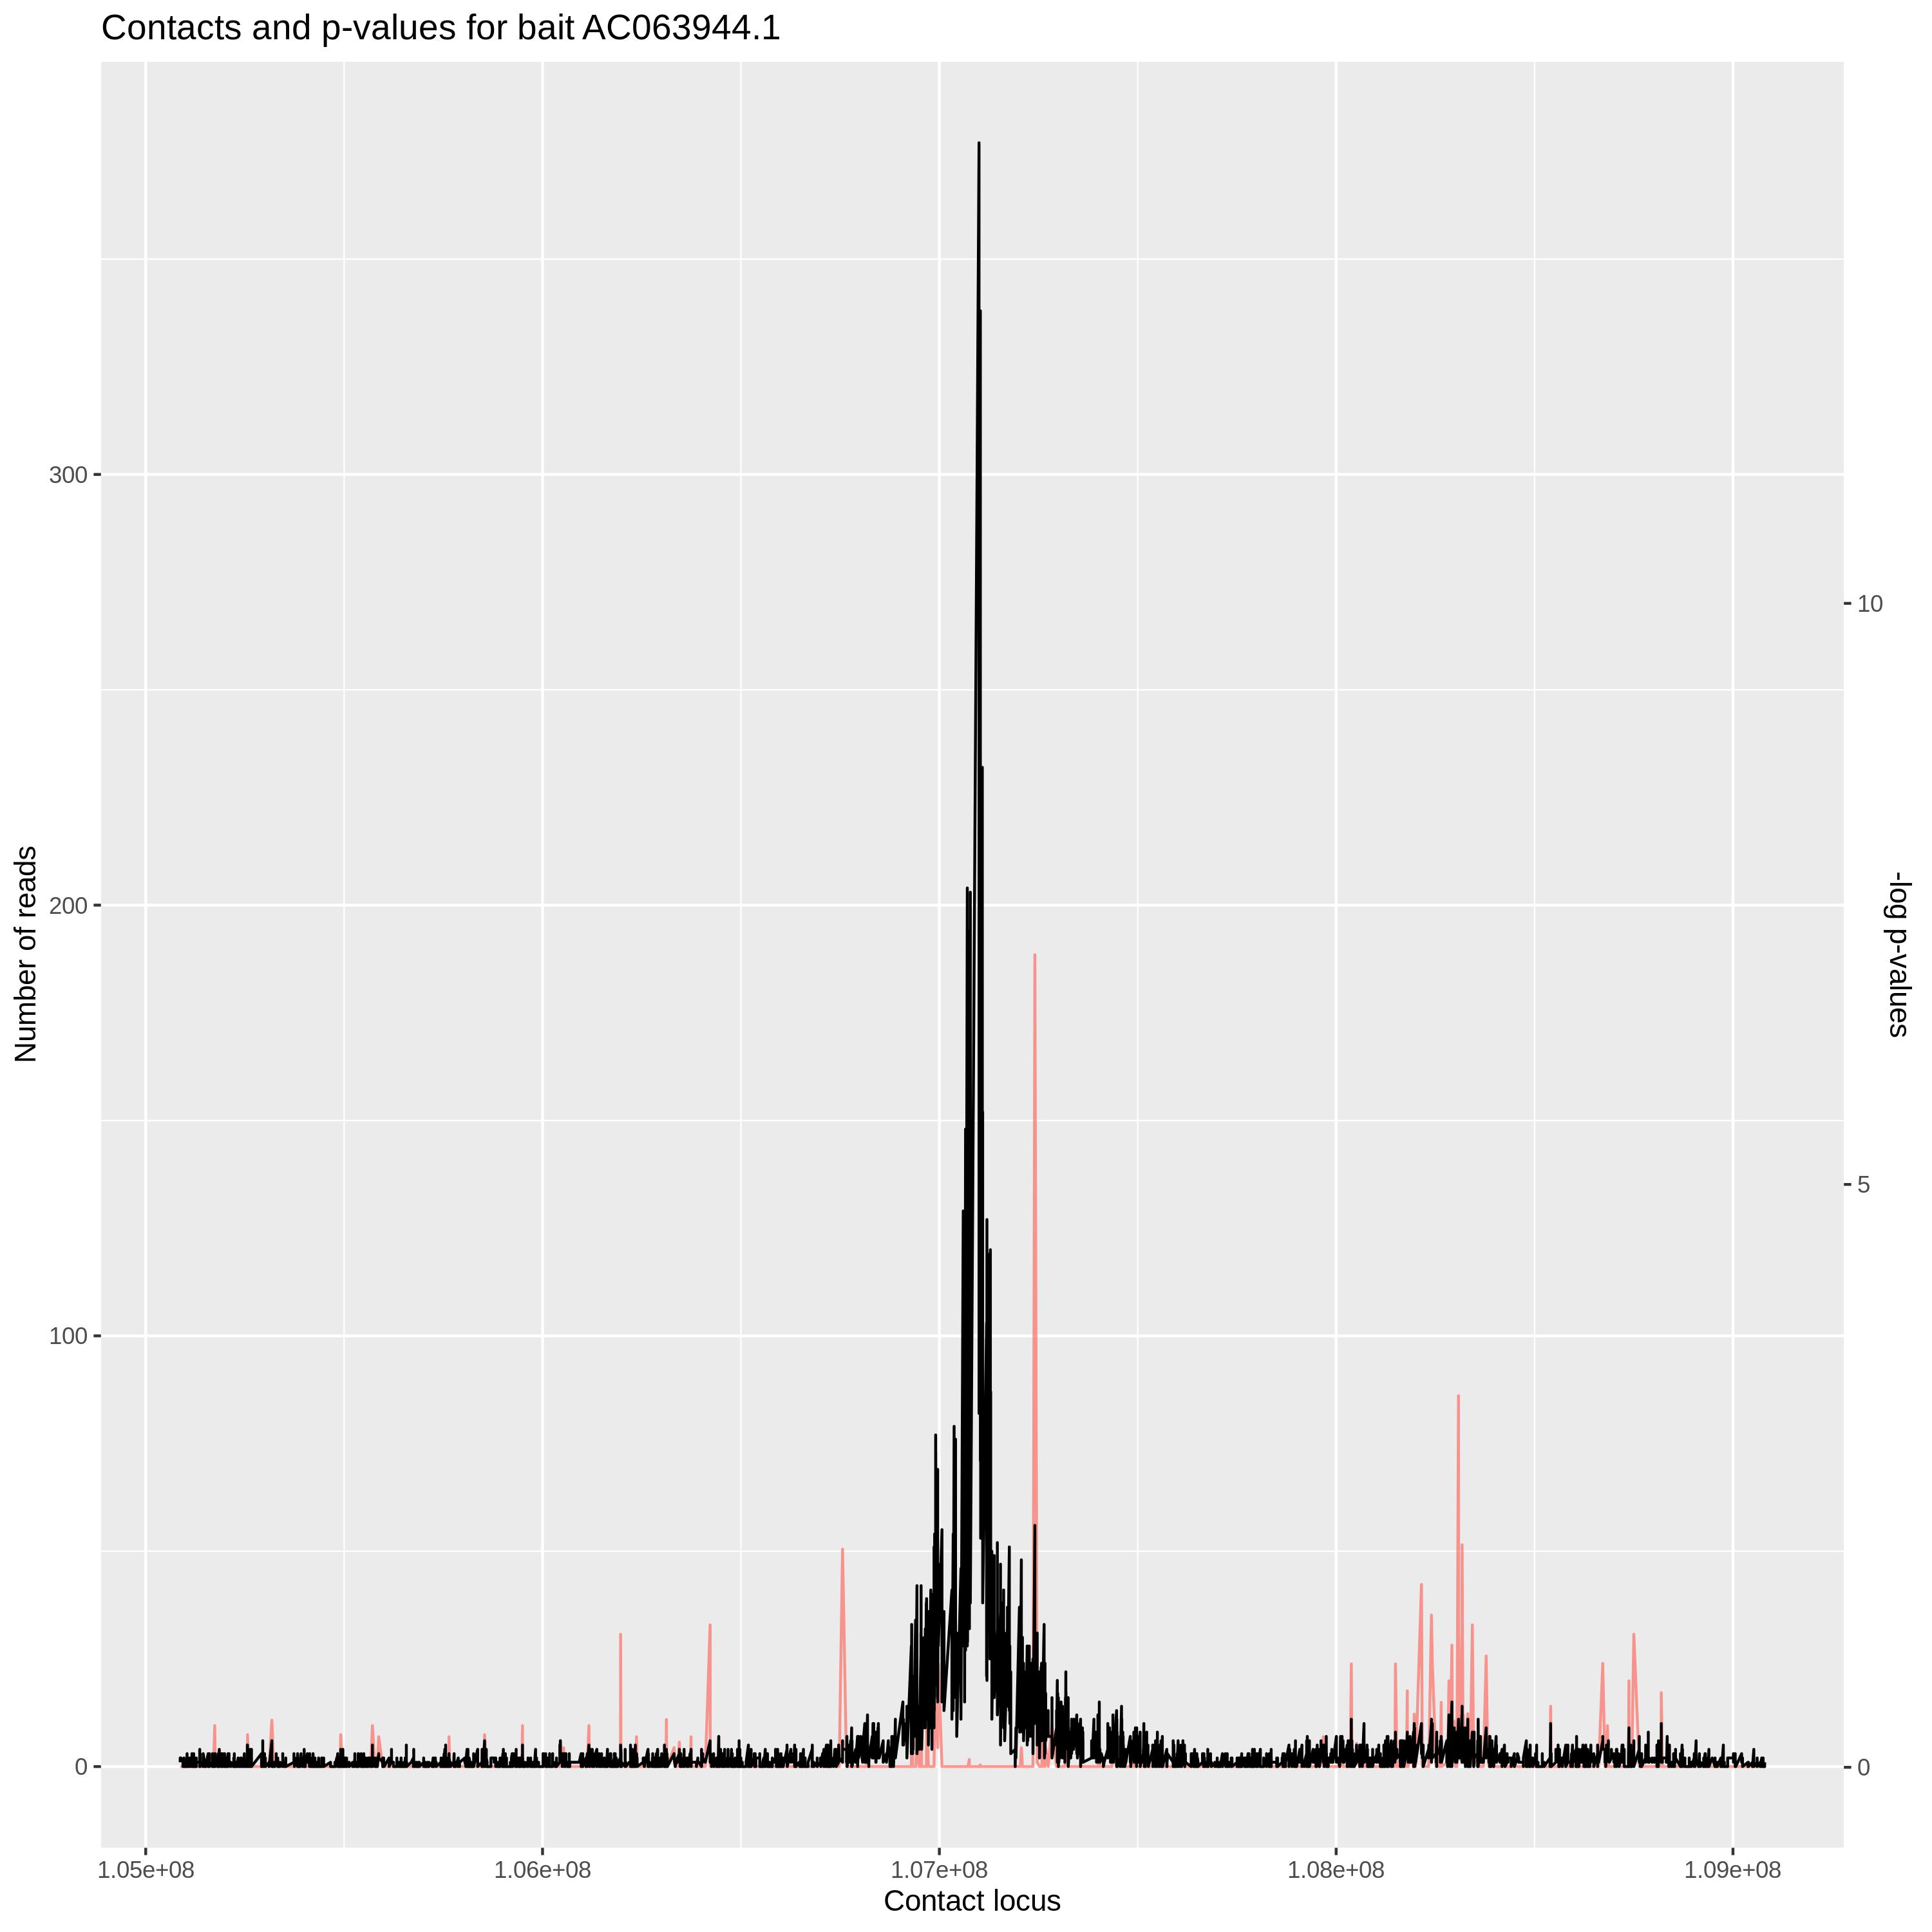 Contacts and p-values for bait AC063944.1
300
200
100
0
10
5
0
Number of reads
-log p-values
1.05e+08 1.06e+08 1.07e+08 1.08e+08 1.09e+08
Contact locus